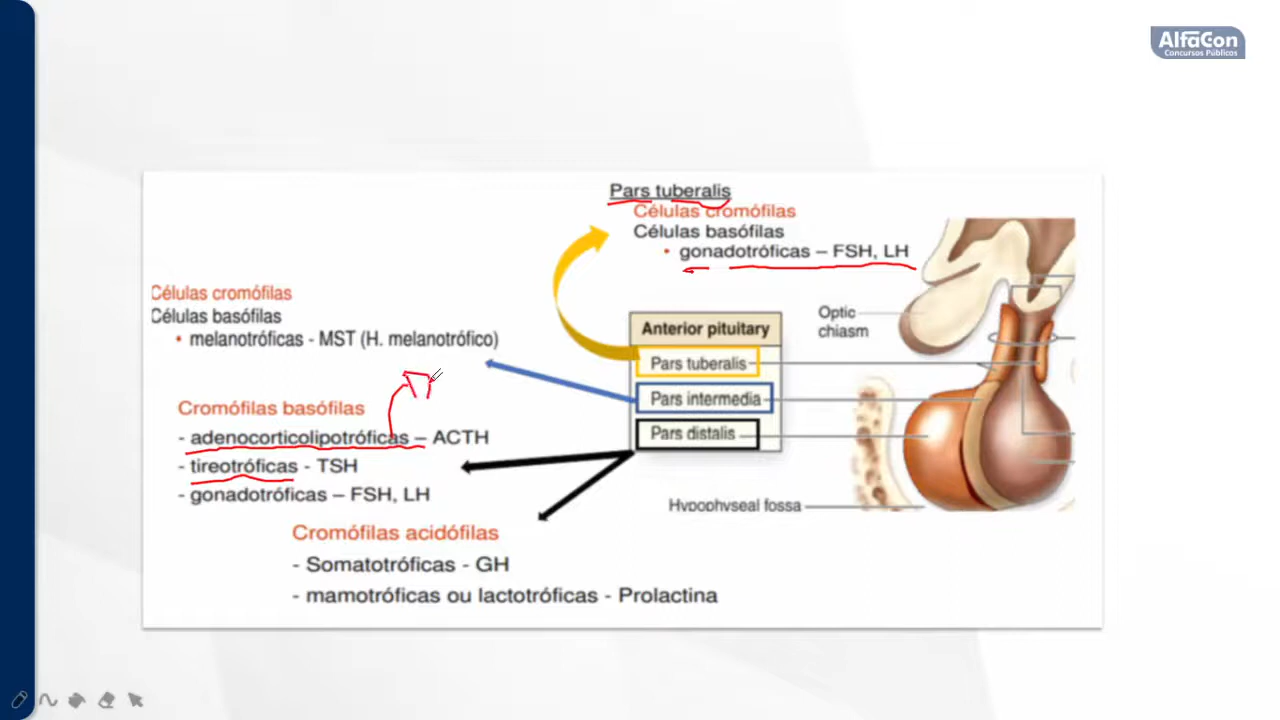 AlfaCon
Concursos Públicos
Pars tuberalis
Células cromófilas
Células basófilas
• gonadotróficas – FSH, LH
Células cromófilas
Células basófilas
• melanotróficas - MST (H. melanotrófico)
Cromófilas basófilas
- adenocorticolipotróficas – ACTH
- tireotróficas - TSH
- gonadotróficas – FSH, LH
Cromófilas acidófilas
- Somatotróficas - GH
- mamotróficas ou lactotróficas - Prolactina
Anterior pituitary
Pars tuberalis
Pars intermedia
Pars distalis
Optic
chiasm
Hypophyseal fossa